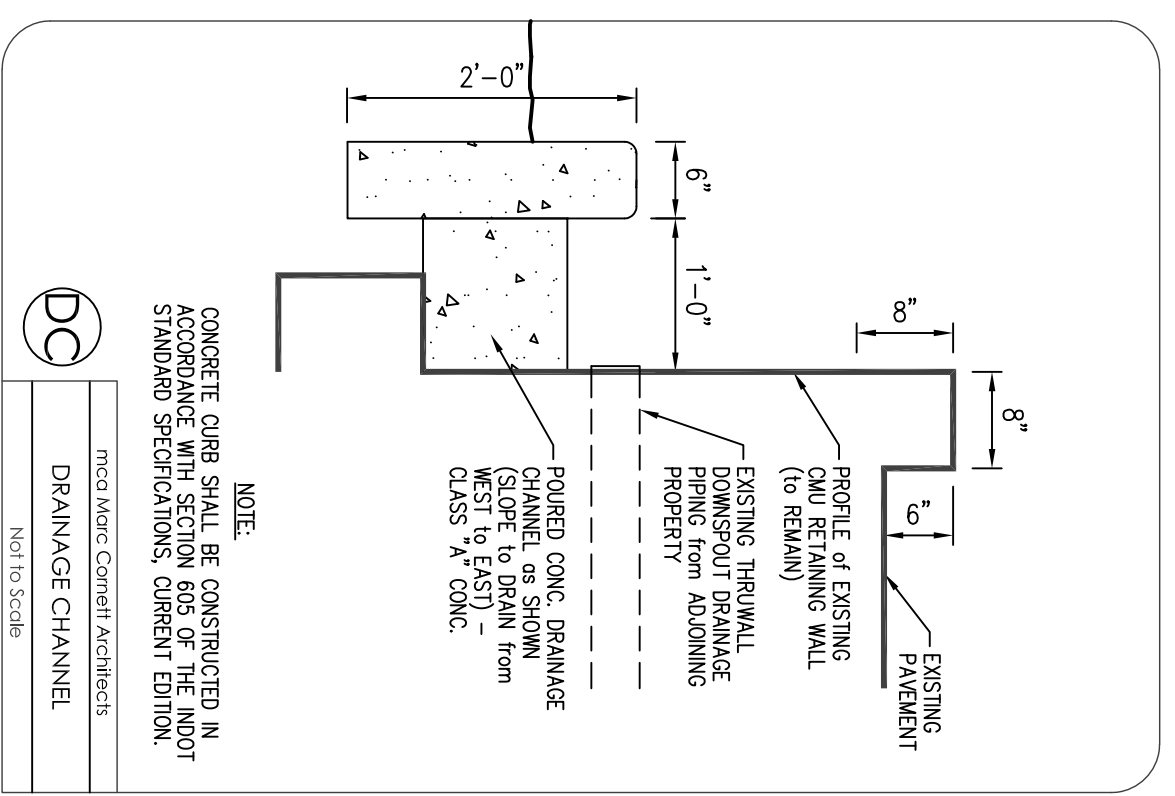 8"
8"
6"
EXISTING
PAVEMENT
PROFILE of EXISTING
CMU RETAINING WALL
(to REMAIN)
6"
1'-0"
EXISTING THRUWALL
DOWNSPOUT DRAINAGE
PIPING from ADJOINING
PROPERTY
2'-0"
POURED CONC. DRAINAGE
CHANNEL as SHOWN
(SLOPE to DRAIN from
WEST to EAST) –
CLASS "A" CONC.
NOTE:
CONCRETE CURB SHALL BE CONSTRUCTED IN
ACCORDANCE WITH SECTION 605 OF THE INDOT
STANDARD SPECIFICATIONS, CURRENT EDITION.
DC
mca Marc Cornett Architects
DRAINAGE CHANNEL
Not to Scale